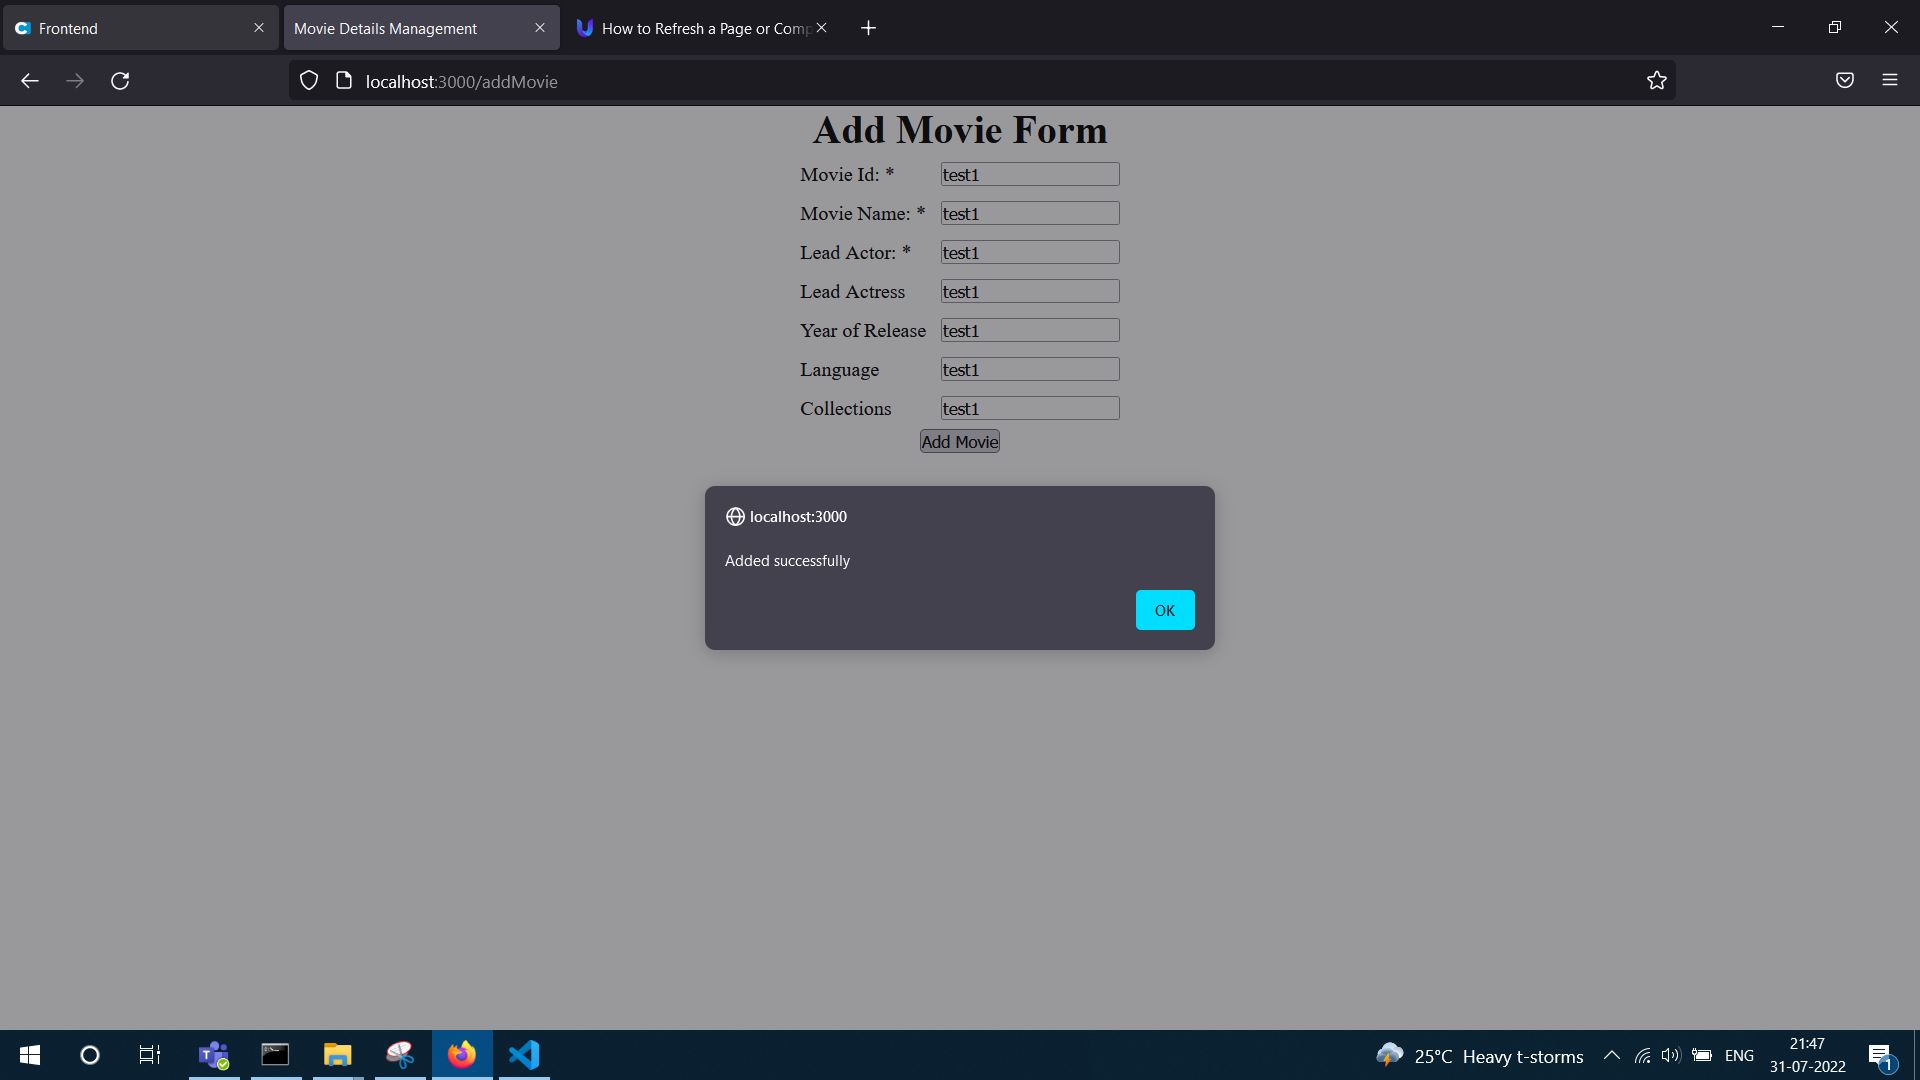 Frontend
Movie Details Management
How to Refresh a Page or Comp
localhost:3000/addMovie
Add Movie Form
Movie Id: * test1
Movie Name: * test1
Lead Actor: * test1
Lead Actress test1
Year of Release test1
Language test1
Collections test1
Add Movie
localhost:3000
Added successfully
OK
25°C Heavy t-storms
ENG
21:47
31-07-2022
1